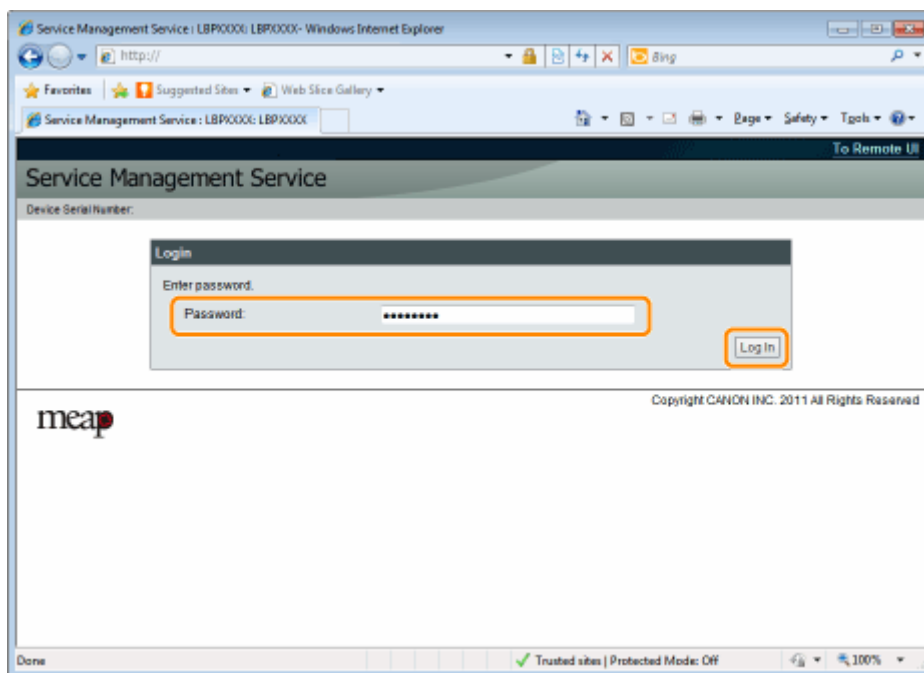 Service Management Service : LBPXXXX: LBPXXXX- Windows Internet Explorer
http://
Bing
Favorites Suggested Sites Web Slice Gallery
Service Management Service : LBPXXXX: LBPXXXX Page Safety Tools
To Remote UI
Service Management Service
Device Serial Number:
Login
Enter password.
Password: ••••••••
Log In
Copyright CANON INC. 2011 All Rights Reserved
meap
Done Trusted sites | Protected Mode: Off 100%